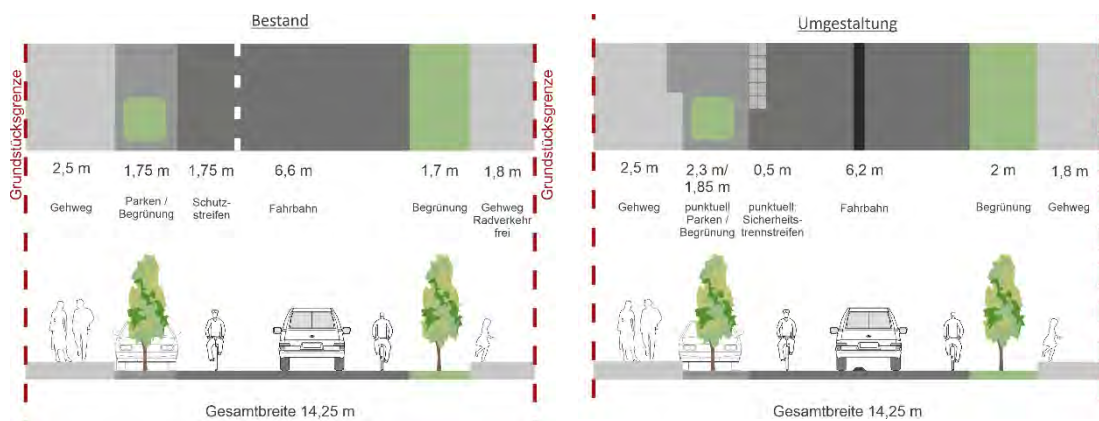 Bestand
Grundstücksgrenze
2,5 m
1,75 m
1,75 m
6,6 m
1,7 m
1,8 m
Gehweg
Parken /
Begrünung
Schutz-
streifen
Fahrbahn
Begrünung
Gehweg
Radverkehr
frei
Gesamtbreite 14,25 m
Grundstücksgrenze
Umgestaltung
2,5 m
2,3 m/
1,85 m
0,5 m
6,2 m
2 m
1,8 m
Gehweg
punktuell
Parken /
Begrünung
punktuell:
Sicherheits-
trennstreifen
Fahrbahn
Begrünung
Gehweg
Gesamtbreite 14,25 m